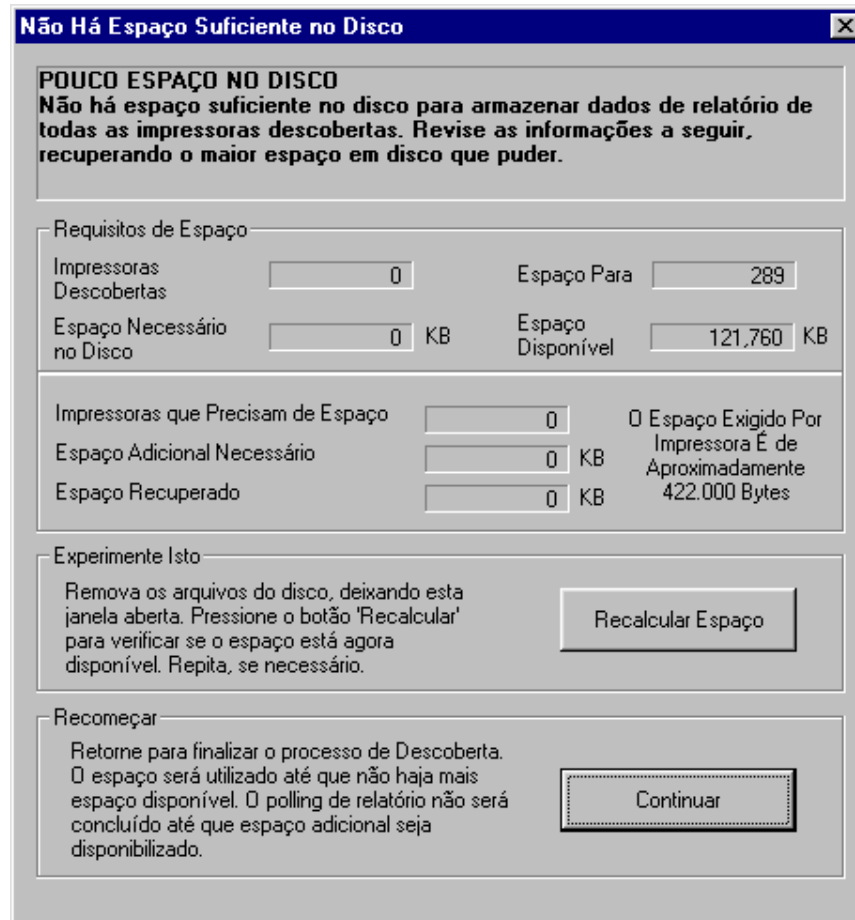 Não Há Espaço Suficiente no Disco
POUCO ESPAÇO NO DISCO
Não há espaço suficiente no disco para armazenar dados de relatório de
todas as impressoras descobertas. Revise as informações a seguir,
recuperando o maior espaço em disco que puder.
Requisitos de Espaço
Impressoras
Descobertas
0
Espaço Para
289
Espaço Necessário
no Disco
0 KB
Espaço
Disponível
121,760 KB
Impressoras que Precisam de Espaço
0
Espaço Adicional Necessário
0 KB
Espaço Recuperado
0 KB
O Espaço Exigido Por
Impressora É de
Aproximadamente
422.000 Bytes
Experimente Isto
Remova os arquivos do disco, deixando esta
janela aberta. Pressione o botão 'Recalcular'
para verificar se o espaço está agora
disponível. Repita, se necessário.
Recalcular Espaço
Recomeçar
Retorne para finalizar o processo de Descoberta.
O espaço será utilizado até que não haja mais
espaço disponível. O polling de relatório não será
concluído até que espaço adicional seja
disponibilizado.
Continuar